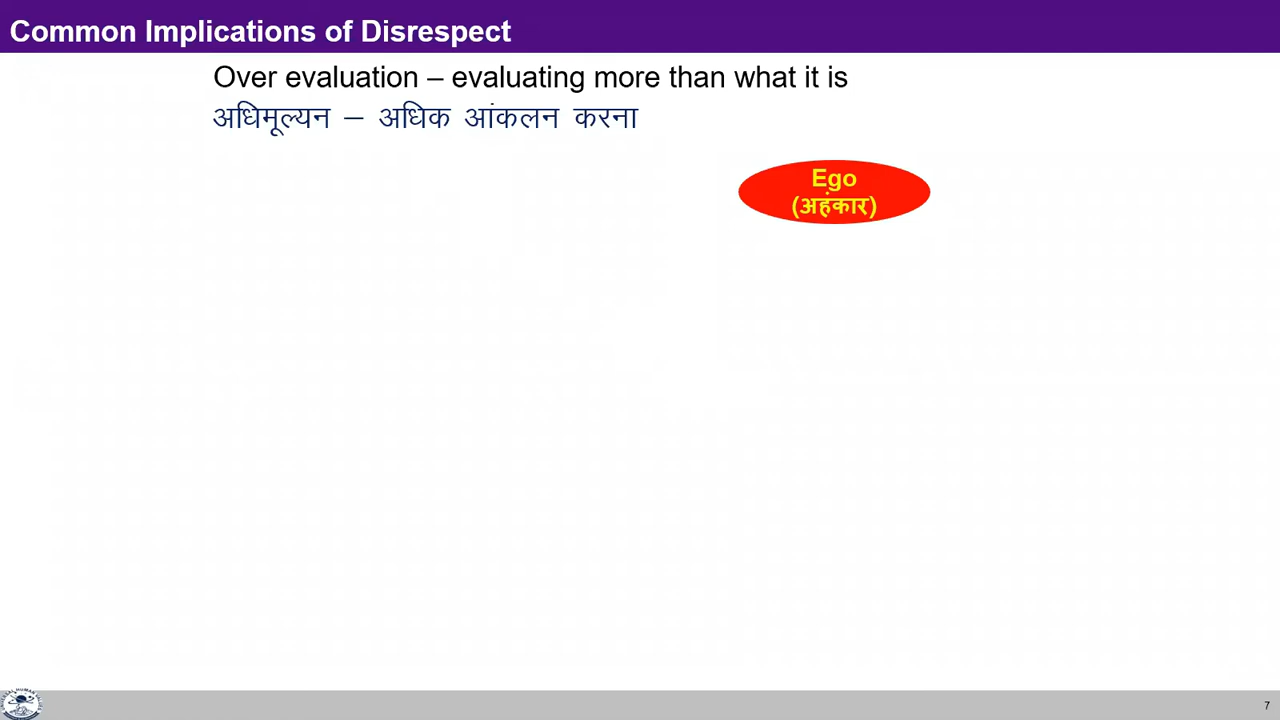 Common Implications of Disrespect
Over evaluation – evaluating more than what it is
अधिमूल्यन – अधिक आंकलन करना
Ego
(अहंकार)
7